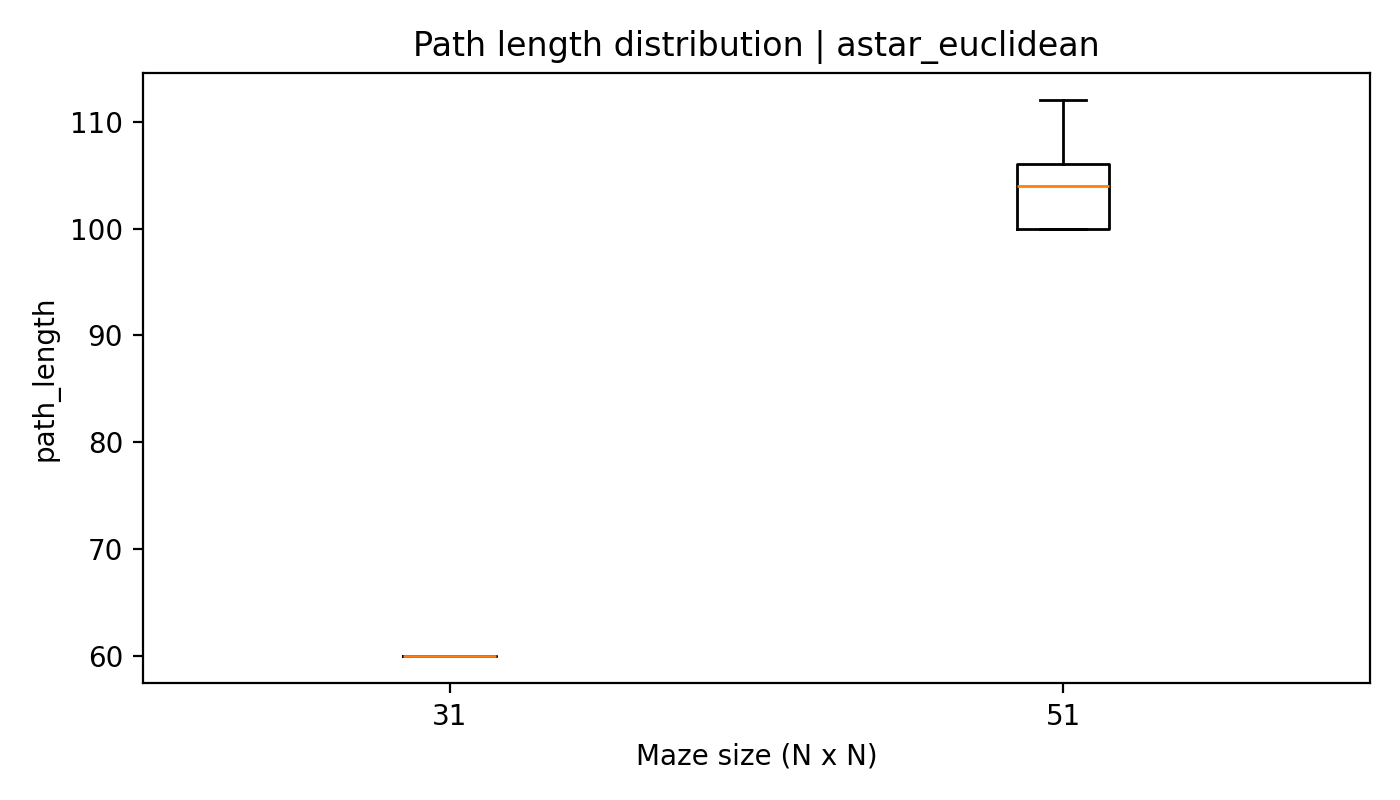 Path length distribution | astar_euclidean
110
100
90
80
70
60
path_length
31
51
Maze size (N x N)